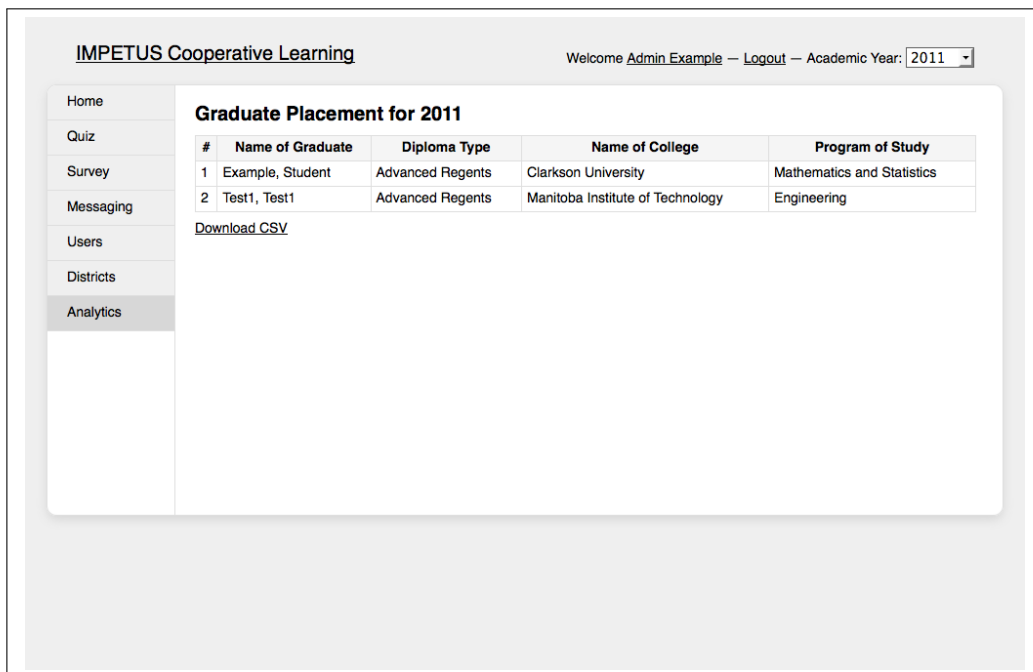 IMPETUS Cooperative Learning
Welcome Admin Example — Logout — Academic Year: 2011
Home
Quiz
Survey
Messaging
Users
Districts
Analytics
Graduate Placement for 2011
# Name of Graduate Diploma Type Name of College Program of Study
1 Example, Student Advanced Regents Clarkson University Mathematics and Statistics
2 Test1, Test1 Advanced Regents Manitoba Institute of Technology Engineering
Download CSV